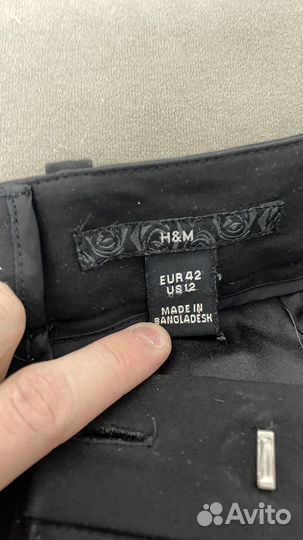 H&M
EUR 42
US 12
MADE IN
BANGLADESH
Avito